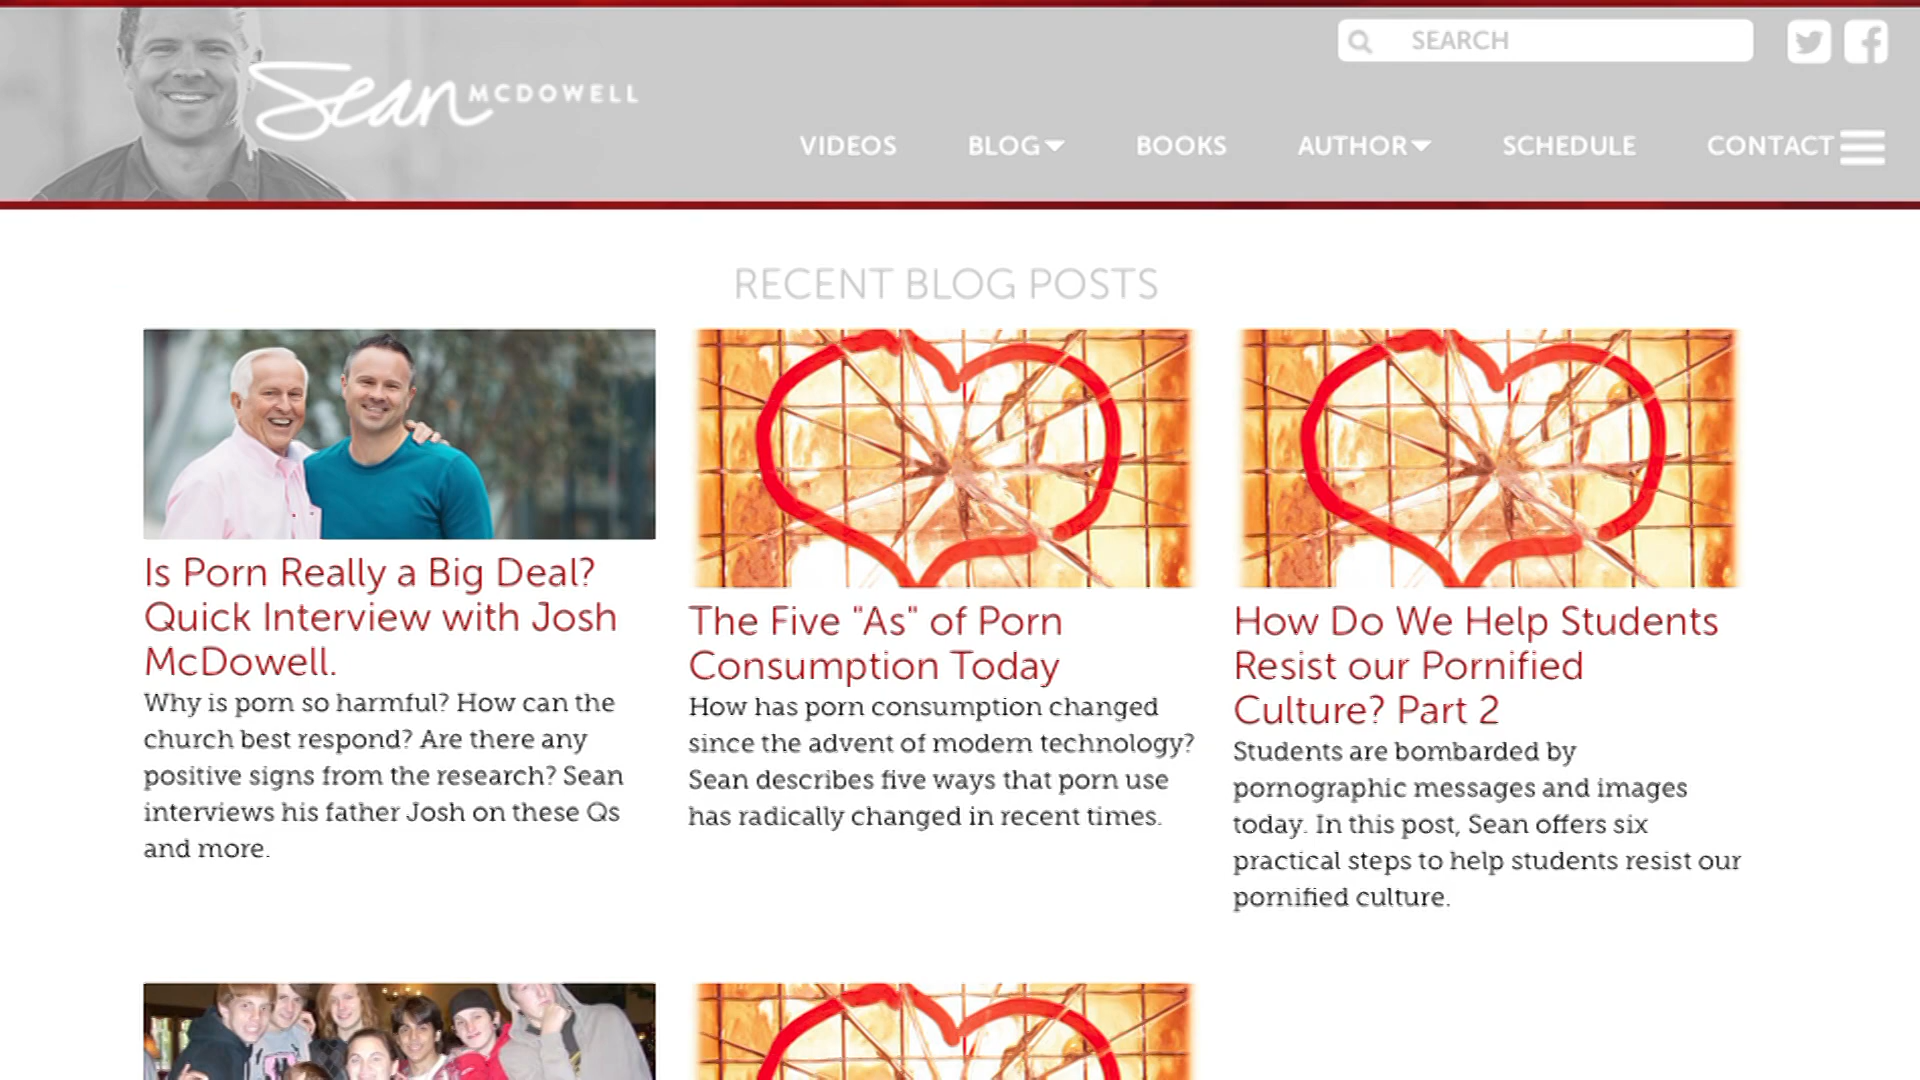 Sean MCDOWELL
SEARCH
VIDEOS BLOG BOOKS AUTHOR SCHEDULE CONTACT
RECENT BLOG POSTS
Is Porn Really a Big Deal?
Quick Interview with Josh
McDowell.
Why is porn so harmful? How can the
church best respond? Are there any
positive signs from the research? Sean
interviews his father Josh on these Qs
and more.
The Five "As" of Porn
Consumption Today
How has porn consumption changed
since the advent of modern technology?
Sean describes five ways that porn use
has radically changed in recent times.
How Do We Help Students
Resist our Pornified
Culture? Part 2
Students are bombarded by
pornographic messages and images
today. In this post, Sean offers six
practical steps to help students resist our
pornified culture.